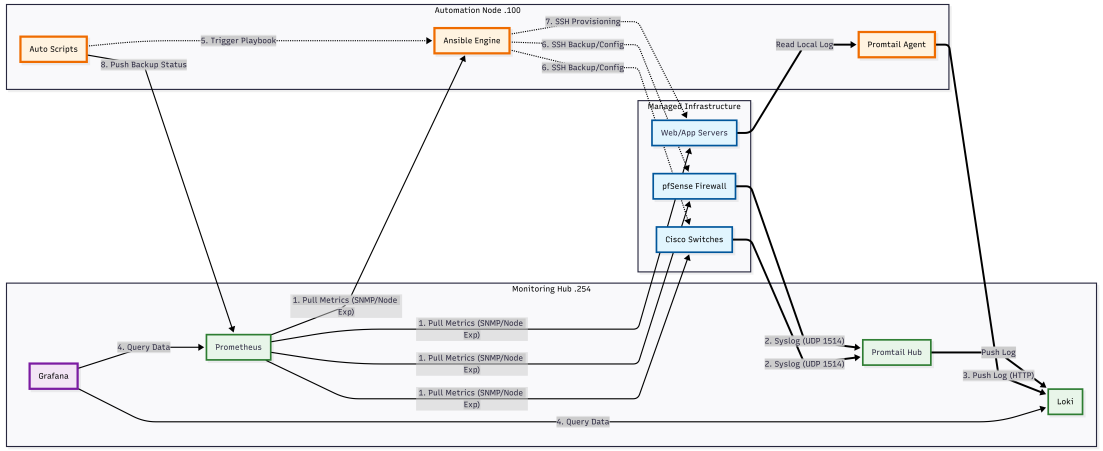 Automation Node .100
7. SSH Provisioning
Auto Scripts
5. Trigger Playbook
Ansible Engine
6. SSH Backup/Config
Read Local Log
Promtail Agent
8. Push Backup Status
6. SSH Backup/Config
Managed Infrastructure
Web/App Servers
pfSense Firewall
Cisco Switches
Monitoring Hub .254
1. Pull Metrics (SNMP/Node
Exp)
1. Pull Metrics (SNMP/Node
Exp)
4. Query Data
Prometheus
2. Syslog (UDP 1514)
Promtail Hub
Push Log
1. Pull Metrics (SNMP/Node
Exp)
2. Syslog (UDP 1514)
Grafana
3. Push Log (HTTP)
1. Pull Metrics (SNMP/Node
Exp)
Loki
4. Query Data